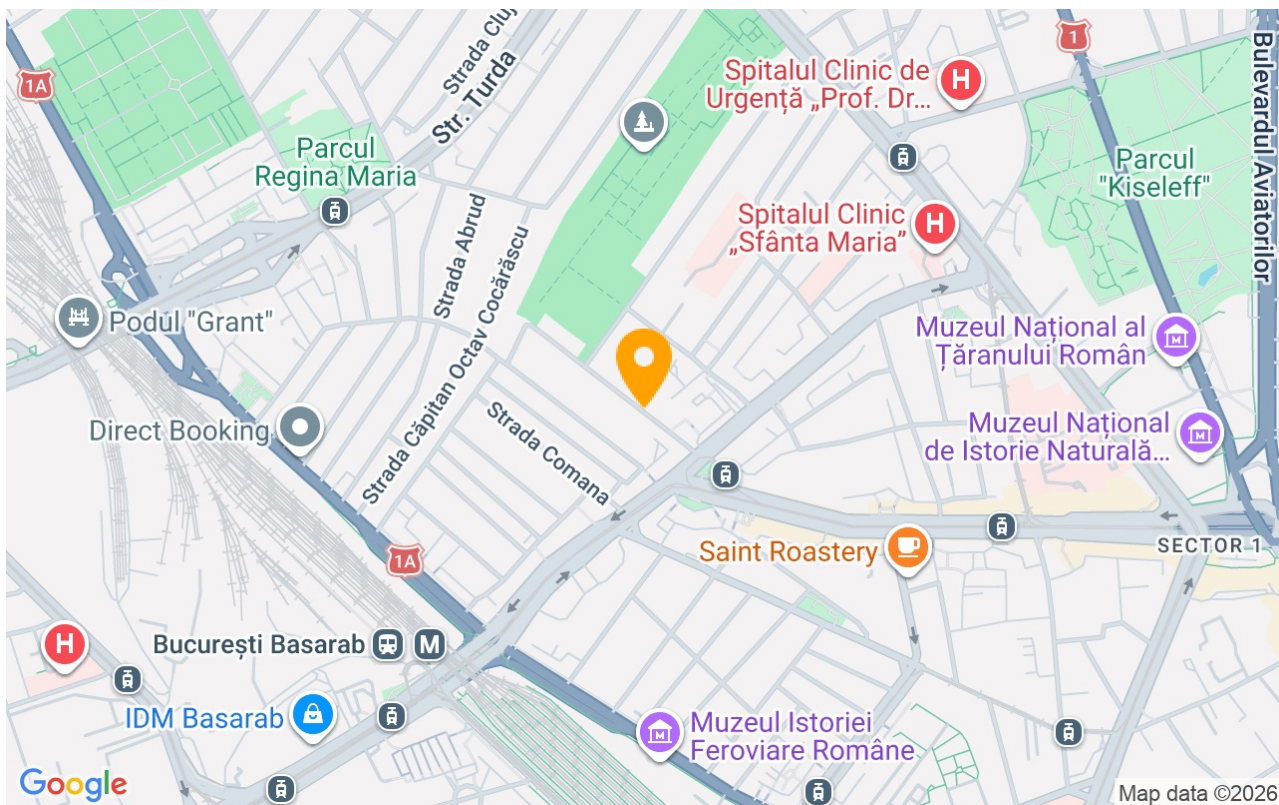 1A
Strada Cluj
Str. Turda
Spitalul Clinic de
Urgență „Prof. Dr...
H
1
Bulevardul Aviatorilor
Parcul
Regina Maria
Parcul
"Kiseleff"
Spitalul Clinic
„Sfânta Maria”
H
Strada Abrud
Strada Căpitan Octav Cocărăscu
Podul "Grant"
Muzeul Național al
Țăranului Român
M
Direct Booking
Strada Comana
Muzeul Național
de Istorie Naturală...
M
1A
Saint Roastery
SECTOR 1
H
București Basarab
M
IDM Basarab
Muzeul Istoriei
Feroviare Române
M
Google
Map data ©2026